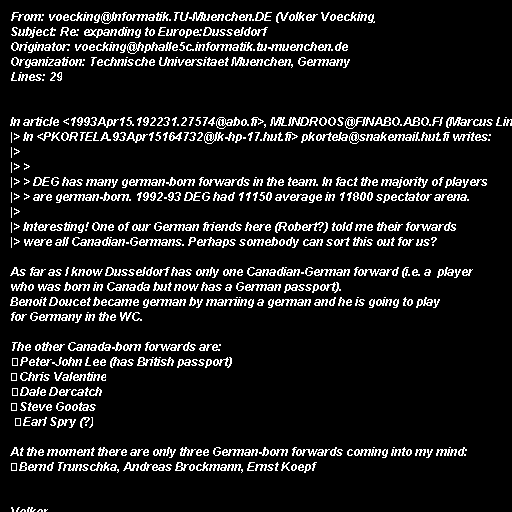 From: voecking@Informatik.TU-Muenchen.DE (Volker Voecking)
Subject: Re: expanding to Europe:Dusseldorf
Originator: voecking@hphalle5c.informatik.tu-muenchen.de
Organization: Technische Universitaet Muenchen, Germany
Lines: 29
In article <1993Apr15.192231.27574@abo.fi>, MLINDROOS@FINABO.ABO.FI (Marcus Lin
|> In <PKORTELA.93Apr15164732@lk-hp-17.hut.fi> pkortela@snakemail.hut.fi writes:
|>
|> >
|> > DEG has many german-born forwards in the team. In fact the majority of players
|> > are german-born. 1992-93 DEG had 11150 average in 11800 spectator arena.
|>
|> Interesting! One of our German friends here (Robert?) told me their forwards
|> were all Canadian-Germans. Perhaps somebody can sort this out for us?
As far as I know Dusseldorf has only one Canadian-German forward (i.e. a  player
who was born in Canada but now has a German passport).
Benoit Doucet became german by marriing a german and he is going to play
for Germany in the WC.
The other Canada-born forwards are:
Peter-John Lee (has British passport)
Chris Valentine
Dale Dercatch
Steve Gootas
Earl Spry (?)
At the moment there are only three German-born forwards coming into my mind:
Bernd Trunschka, Andreas Brockmann, Ernst Koepf
Volker